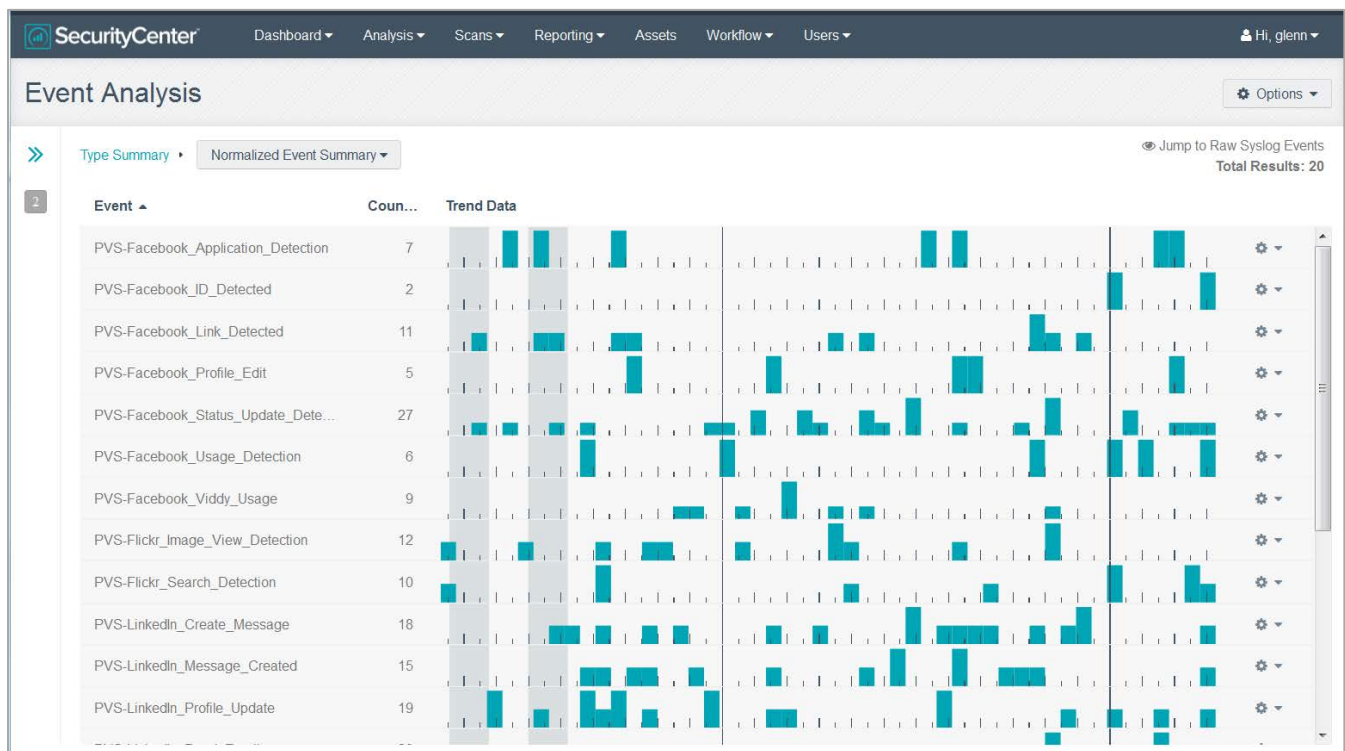 SecurityCenter
Dashboard Analysis Scans Reporting Assets Workflow Users Hi, glenn
Event Analysis
Options
Type Summary Normalized Event Summary
Jump to Raw Syslog Events
Total Results: 20
2
Event Coun... Trend Data
PVS-Facebook_Application_Detection 7
PVS-Facebook_ID_Detected 2
PVS-Facebook_Link_Detected 11
PVS-Facebook_Profile_Edit 5
PVS-Facebook_Status_Update_Dete... 27
PVS-Facebook_Usage_Detection 6
PVS-Facebook_Viddy_Usage 9
PVS-Flickr_Image_View_Detection 12
PVS-Flickr_Search_Detection 10
PVS-LinkedIn_Create_Message 18
PVS-LinkedIn_Message_Created 15
PVS-LinkedIn_Profile_Update 19